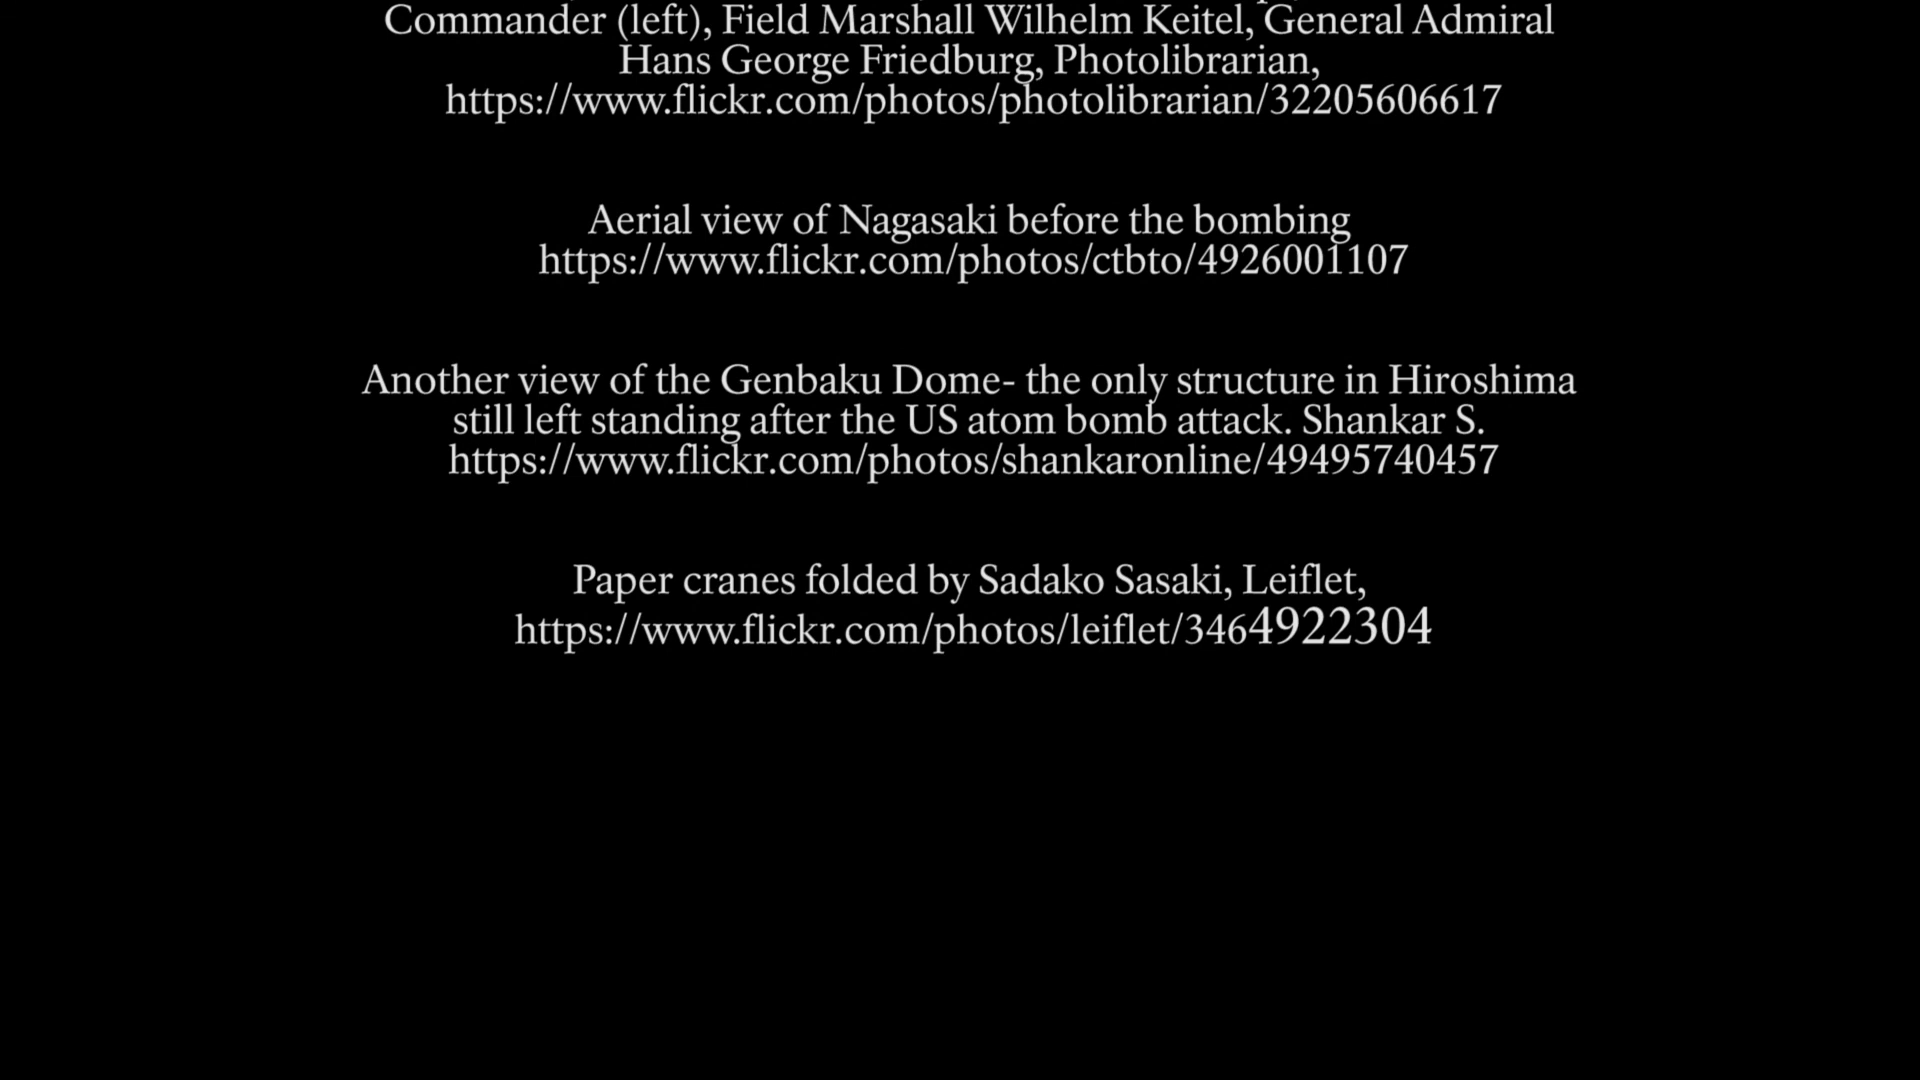 Commander (left), Field Marshall Wilhelm Keitel, General Admiral
Hans George Friedburg, Photolibrarian,
https://www.flickr.com/photos/photolibrarian/32205606617
Aerial view of Nagasaki before the bombing
https://www.flickr.com/photos/ctbto/4926001107
Another view of the Genbaku Dome- the only structure in Hiroshima
still left standing after the US atom bomb attack. Shankar S.
https://www.flickr.com/photos/shankaronline/49495740457
Paper cranes folded by Sadako Sasaki, Leiflet,
https://www.flickr.com/photos/leiflet/3464922304